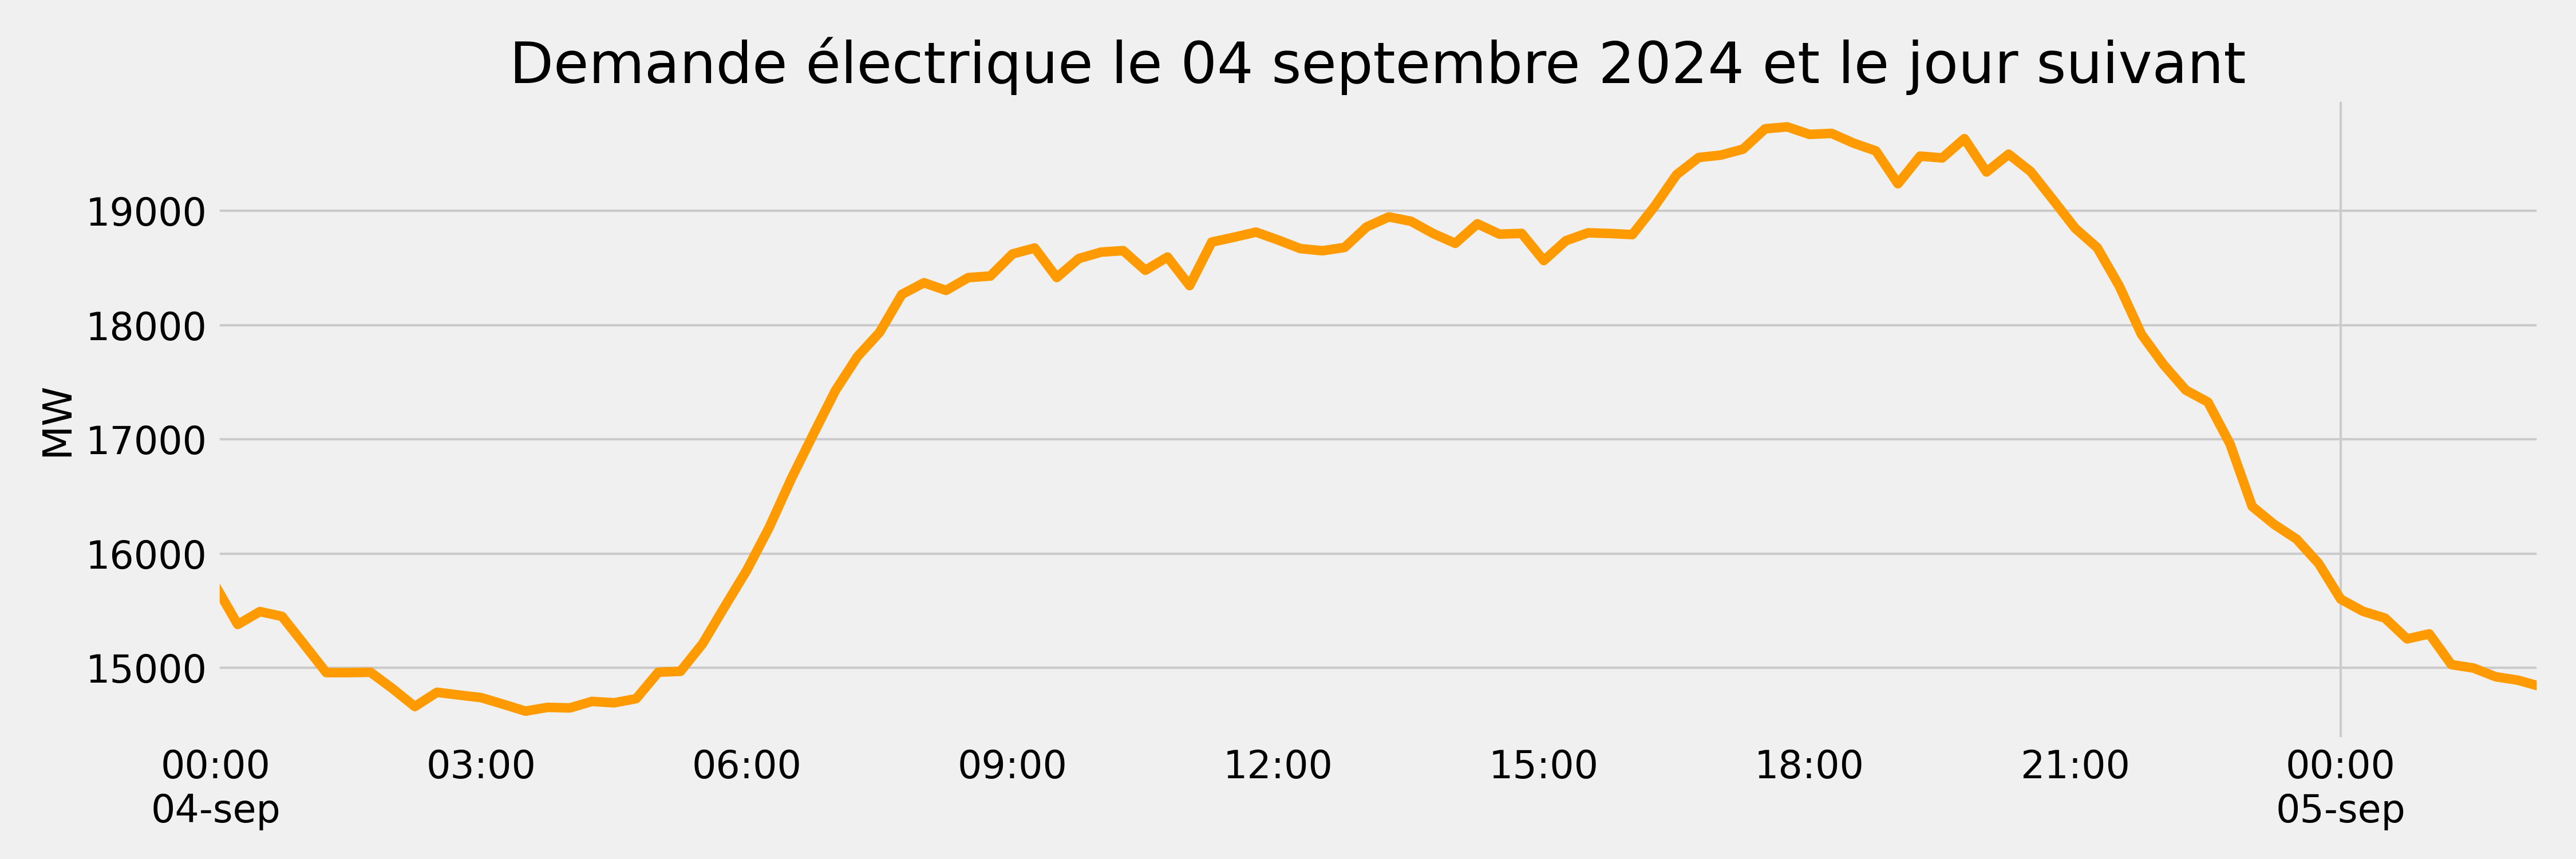 Demande électrique le 04 septembre 2024 et le jour suivant
MW
19000
18000
17000
16000
15000
00:00 03:00 06:00 09:00 12:00 15:00 18:00 21:00 00:00
04-sep 05-sep